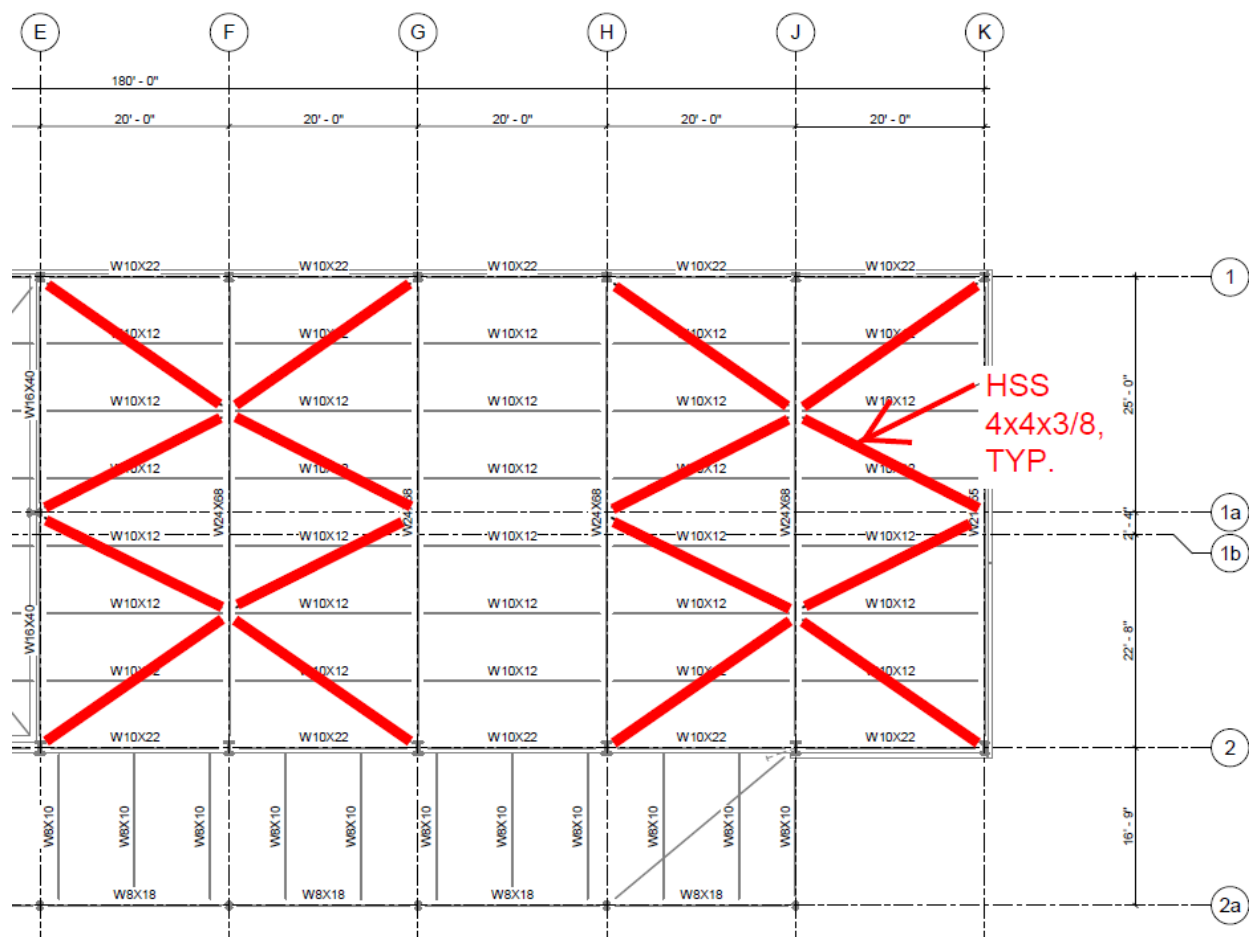 E F G H J K
180' - 0"
20' - 0" 20' - 0" 20' - 0" 20' - 0" 20' - 0"
W10X22 W10X22 W10X22 W10X22 W10X22
1
W10X12 W10X12 W10X12 W10X12
W16X40
HSS
4x4x3/8,
TYP.
25' - 0"
W10X12 W10X12 W10X12 W10X12 W10X12
W10X12 W10X12 W10X12
W24X68 W24X68 W24X68 W24X68
1a
2' - 4"
1b
W10X12 W10X12 W10X12 W10X12 W10X12
W10X12 W10X12 W10X12 W10X12 W10X12
W16X40
22' - 8"
W10X12 W10X12 W10X12 W10X12 W10X12
W10X22 W10X22 W10X22 W10X22 W10X22
2
W8X10 W8X10 W8X10 W8X10 W8X10 W8X10 W8X10 W8X10 W8X10 W8X10
16' - 9"
W8X18 W8X18 W8X18 W8X18
2a